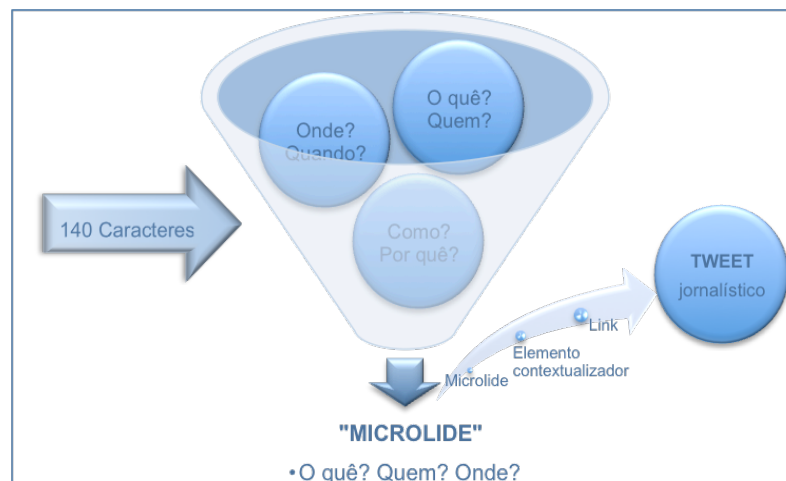 O quê?
Quem?
Onde?
Quando?
140 Caracteres
Como?
Por quê?
TWEET
jornalístico
Link
Elemento
contextualizador
Microlide
"MICROLIDE"
•O quê? Quem? Onde?